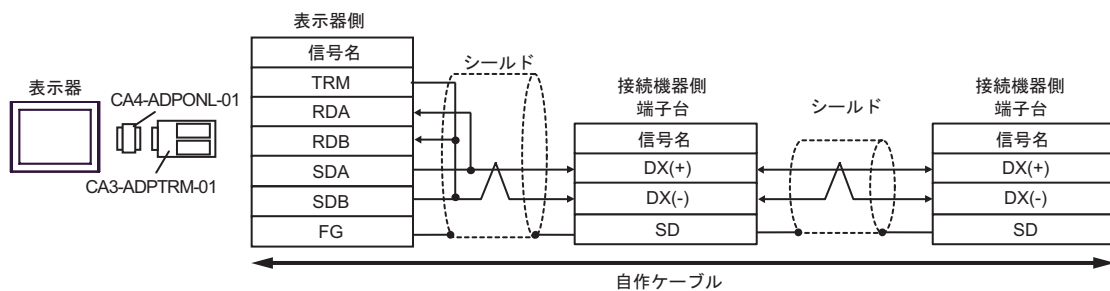 表示器
CA4-ADPONL-01
CA3-ADPTRM-01
表示器側
信号名
TRM
RDA
RDB
SDA
SDB
FG
シールド
接続機器側
端子台
信号名
DX(+)
DX(-)
SD
シールド
接続機器側
端子台
信号名
DX(+)
DX(-)
SD
自作ケーブル